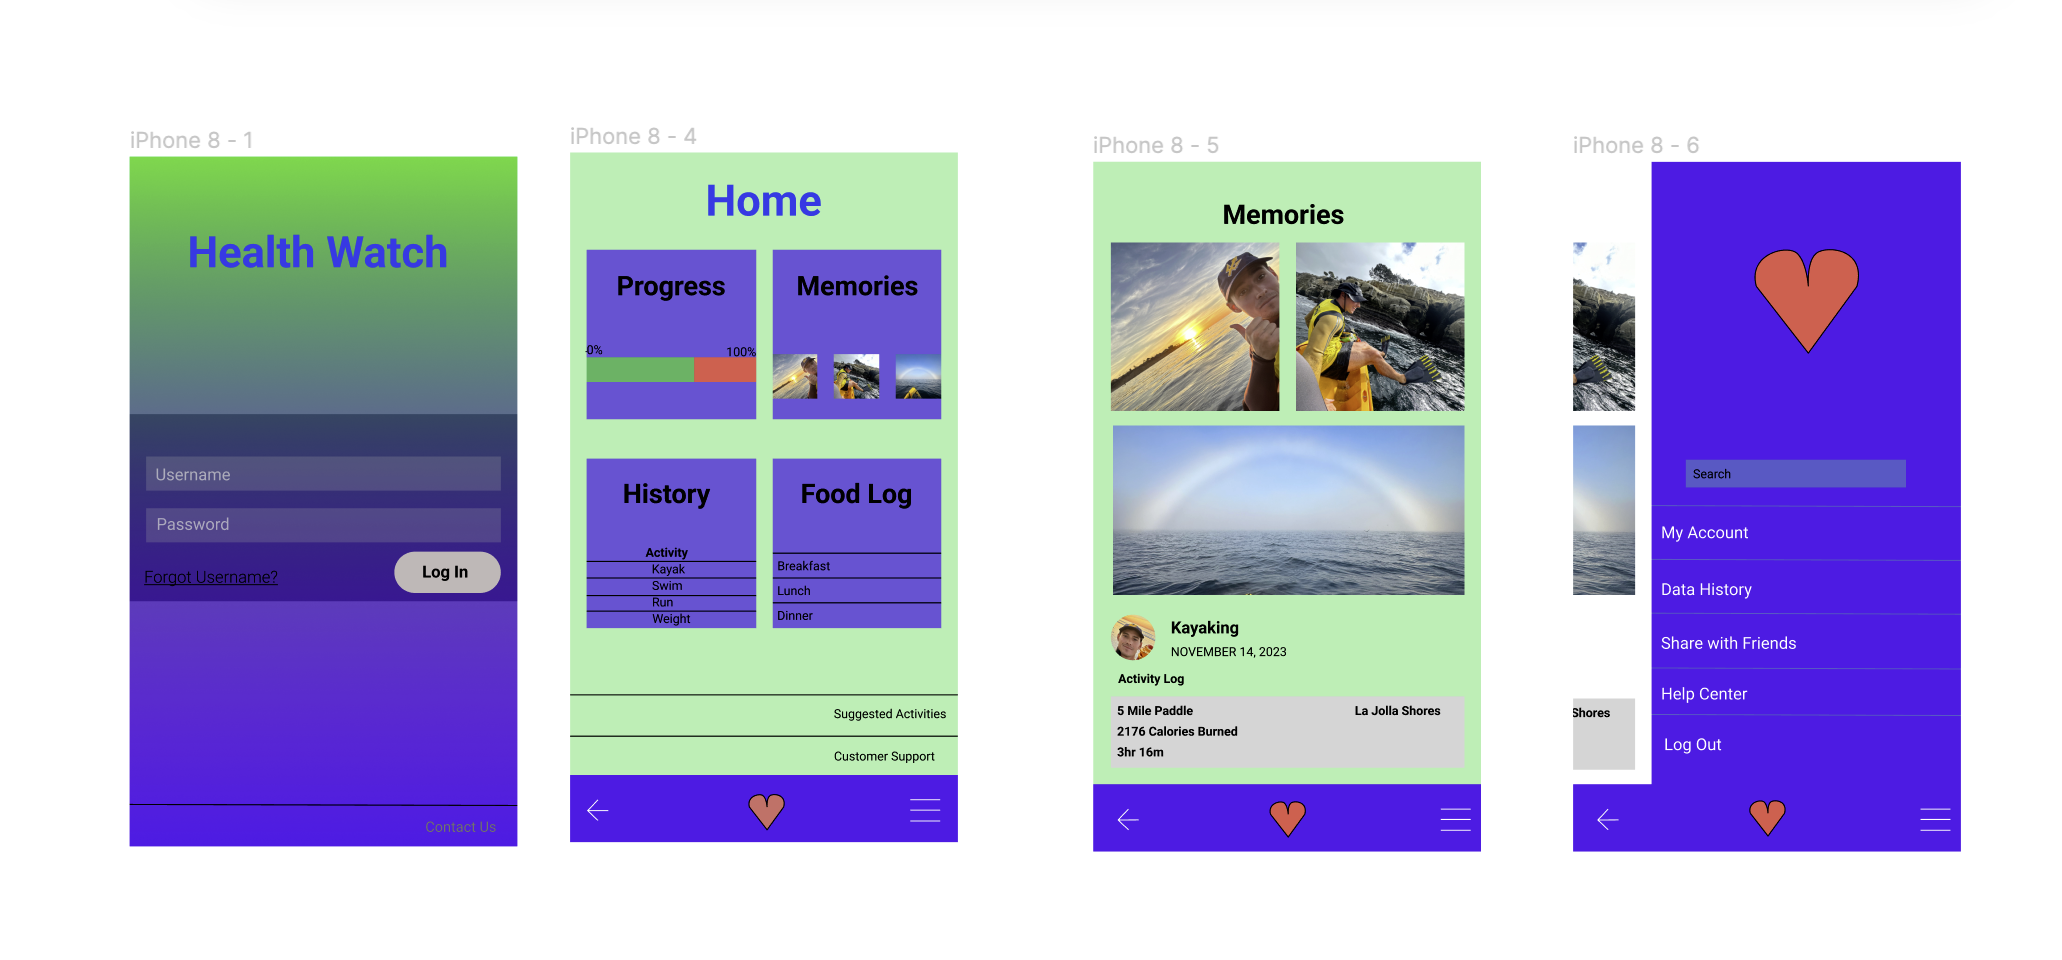 iPhone 8 - 1
Health Watch
Username
Password
Forgot Username?
Log In
Contact Us
iPhone 8 - 4
Home
Progress
0%
100%
Memories
History
Activity
Kayak
Swim
Run
Weight
Food Log
Breakfast
Lunch
Dinner
Suggested Activities
Customer Support
iPhone 8 - 5
Memories
Kayaking
NOVEMBER 14, 2023
Activity Log
5 Mile Paddle
La Jolla Shores
2176 Calories Burned
3hr 16m
iPhone 8 - 6
Shores
Search
My Account
Data History
Share with Friends
Help Center
Log Out